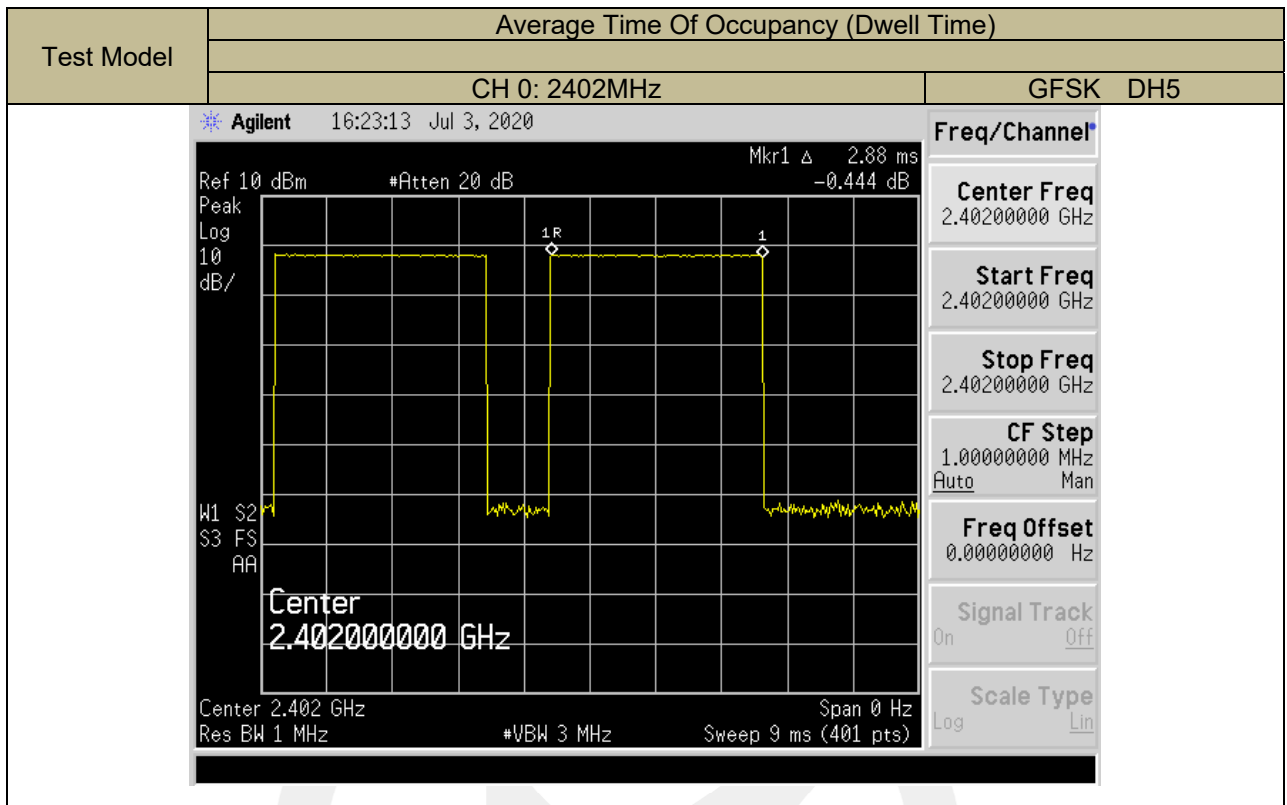 Test Model
Average Time Of Occupancy (Dwell Time)
CH 0: 2402MHz
GFSK DH5
Agilent 16:23:13 Jul 3, 2020
Mkr1 Δ 2.88 ms
Ref 10 dBm #Atten 20 dB -0.444 dB
Peak
Log
10
dB/
1R
1
W1 S2
S3 FS
AA
Center
2.402000000 GHz
Center 2.402 GHz Span 0 Hz
Res BW 1 MHz #VBW 3 MHz Sweep 9 ms (401 pts)
Freq/Channel
Center Freq
2.40200000 GHz
Start Freq
2.40200000 GHz
Stop Freq
2.40200000 GHz
CF Step
1.00000000 MHz
Auto Man
Freq Offset
0.00000000 Hz
Signal Track
On Off
Scale Type
Log Lin